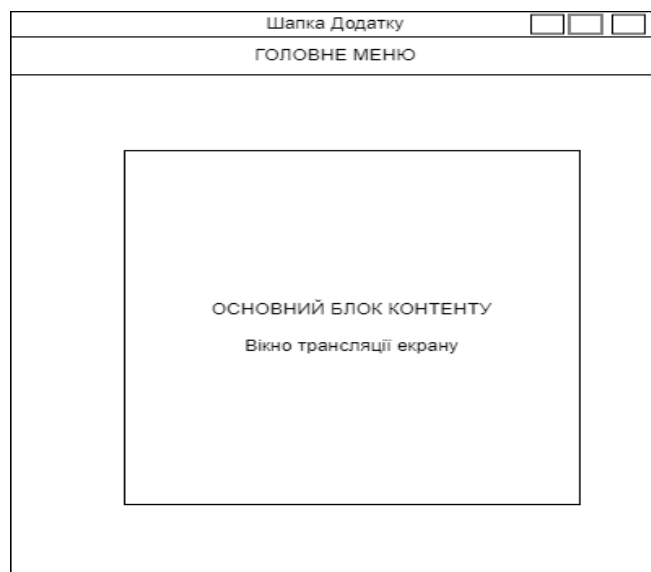 Шапка Додатку
ГОЛОВНЕ МЕНЮ
ОСНОВНИЙ БЛОК КОНТЕНТУ
Вікно трансляції екрану